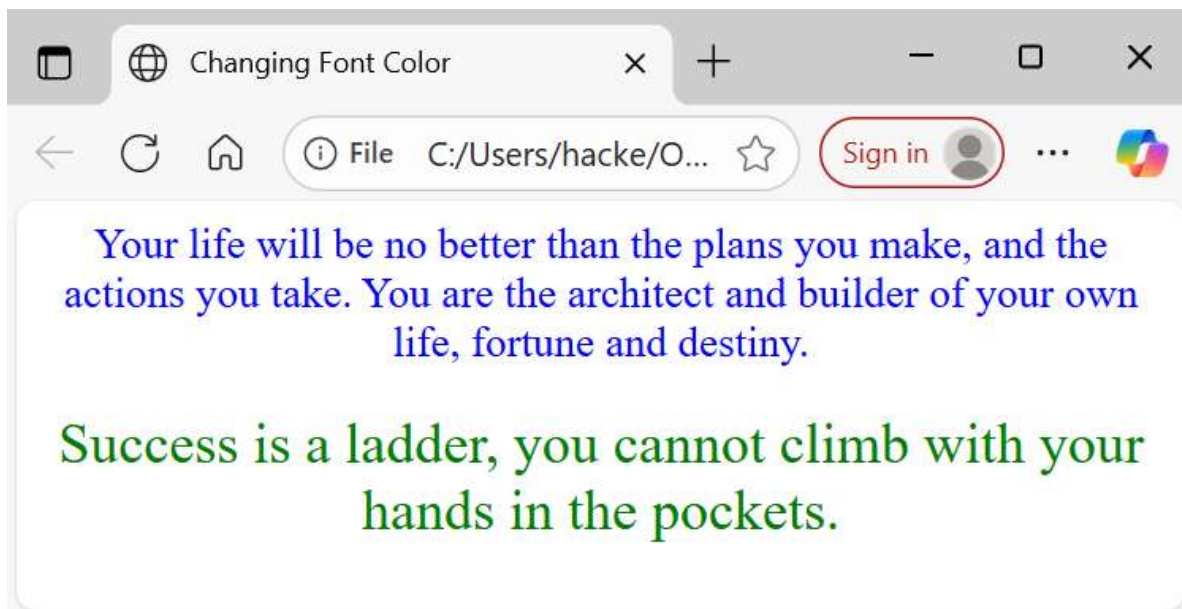 Changing Font Color
File C:/Users/hacke/O... Sign in
Your life will be no better than the plans you make, and the
actions you take. You are the architect and builder of your own
life, fortune and destiny.
Success is a ladder, you cannot climb with your
hands in the pockets.